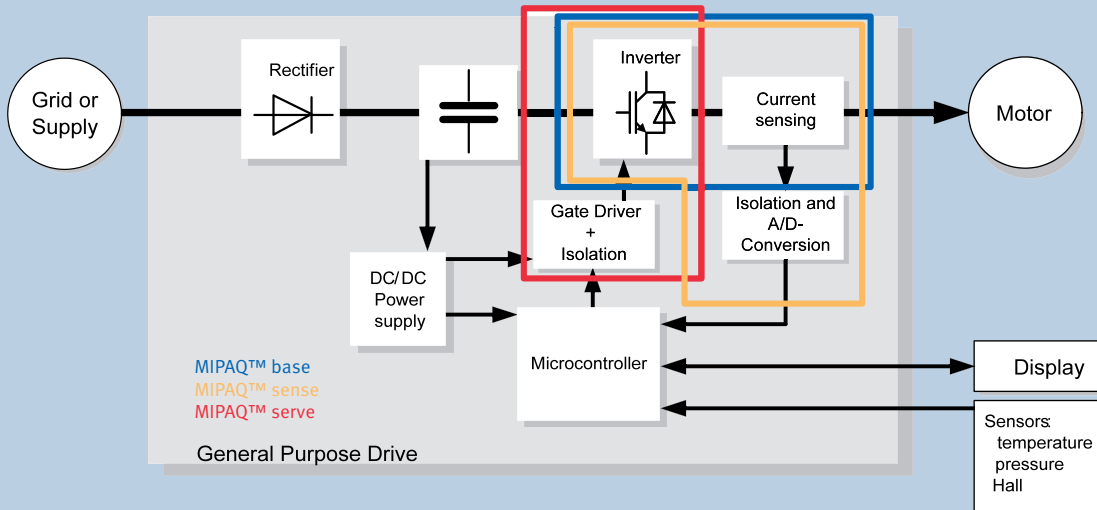 Grid or
Supply
Rectifier
Inverter
Current
sensing
Motor
Gate Driver
+
Isolation
Isolation and
A/D-
Conversion
DC/DC
Power
supply
Microcontroller
MIPAQ™ base
MIPAQ™ sense
MIPAQ™ serve
General Purpose Drive
Display
Sensors:
temperature
pressure
Hall